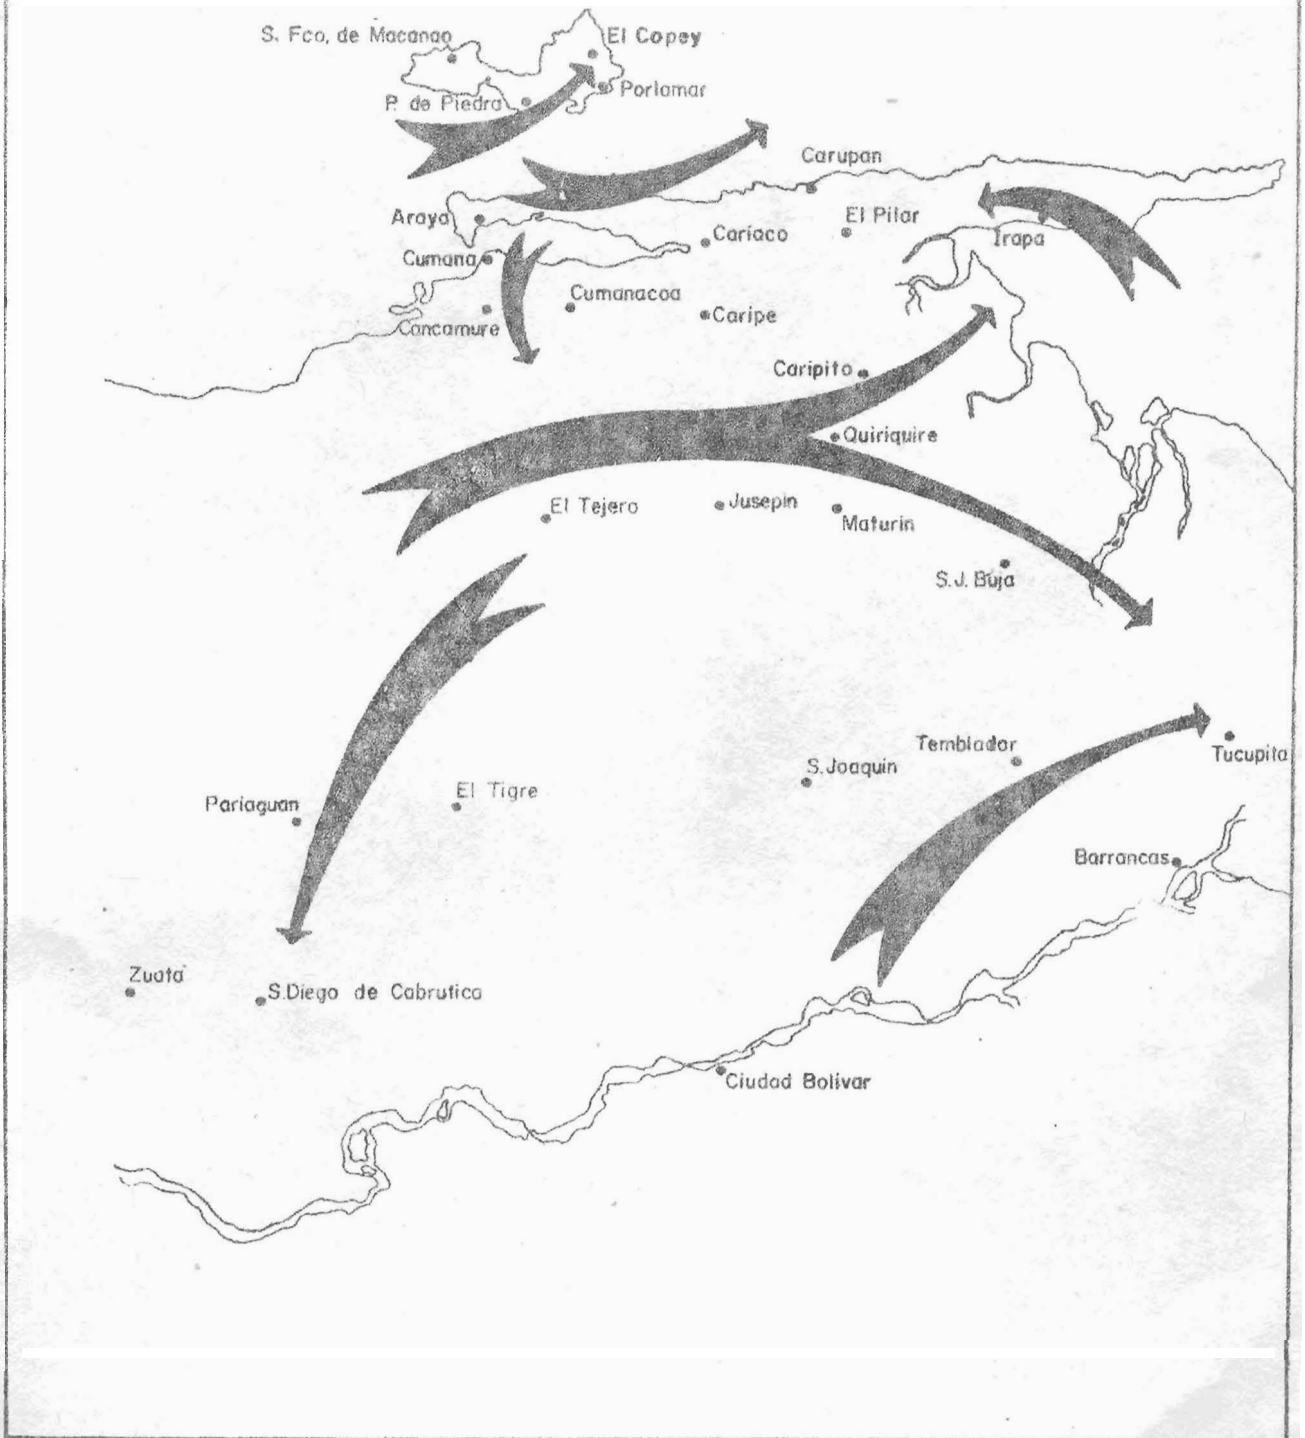 S. Fco. de Macanao
El Copey
P. de Piedra
Porlamar
Carupan
Araya
El Pilar
Cariaco
Irapa
Cumana
Cumanacoa
Cancamure
Caripe
Caripito
Quiriquire
El Tejero
Jusepin
Maturin
S.J. Buja
Temblador
Tucupita
S. Joaquin
El Tigre
Pariaguan
Barrancas
Zuata
S. Diego de Cabrutica
Ciudad Bolivar